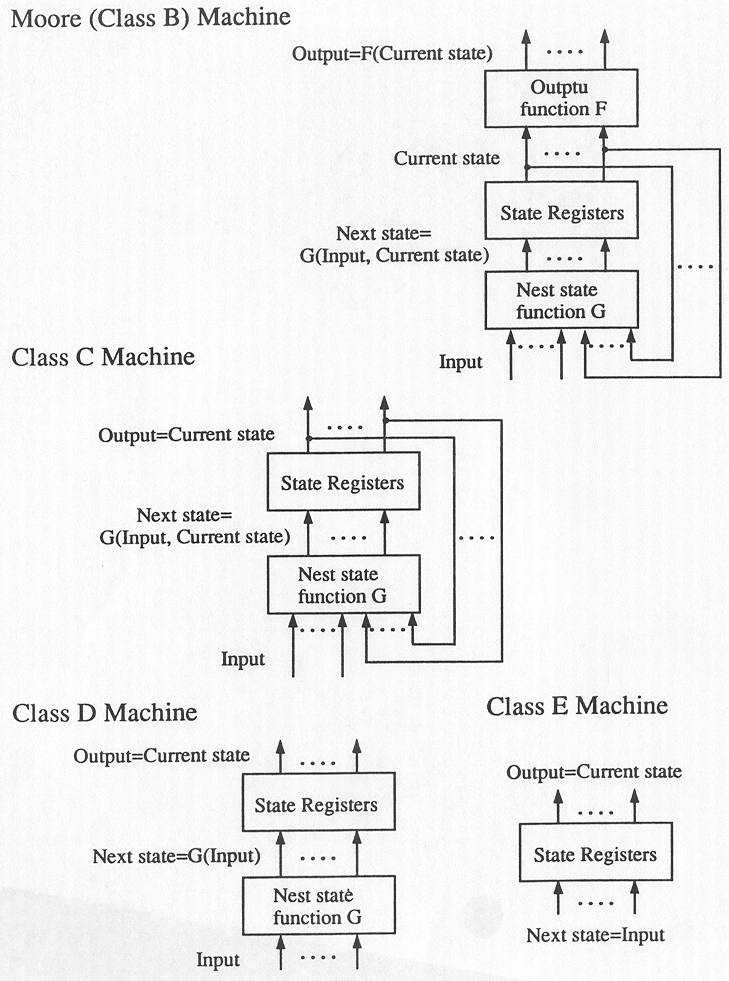 Moore (Class B) Machine
Output=F(Current state)
Outptu
function F
Current state
State Registers
Next state=
G(Input, Current state)
Nest state
function G
Input
Class C Machine
Output=Current state
State Registers
Next state=
G(Input, Current state)
Nest state
function G
Input
Class D Machine
Output=Current state
State Registers
Next state=G(Input)
Nest state
function G
Input
Class E Machine
Output=Current state
State Registers
Next state=Input